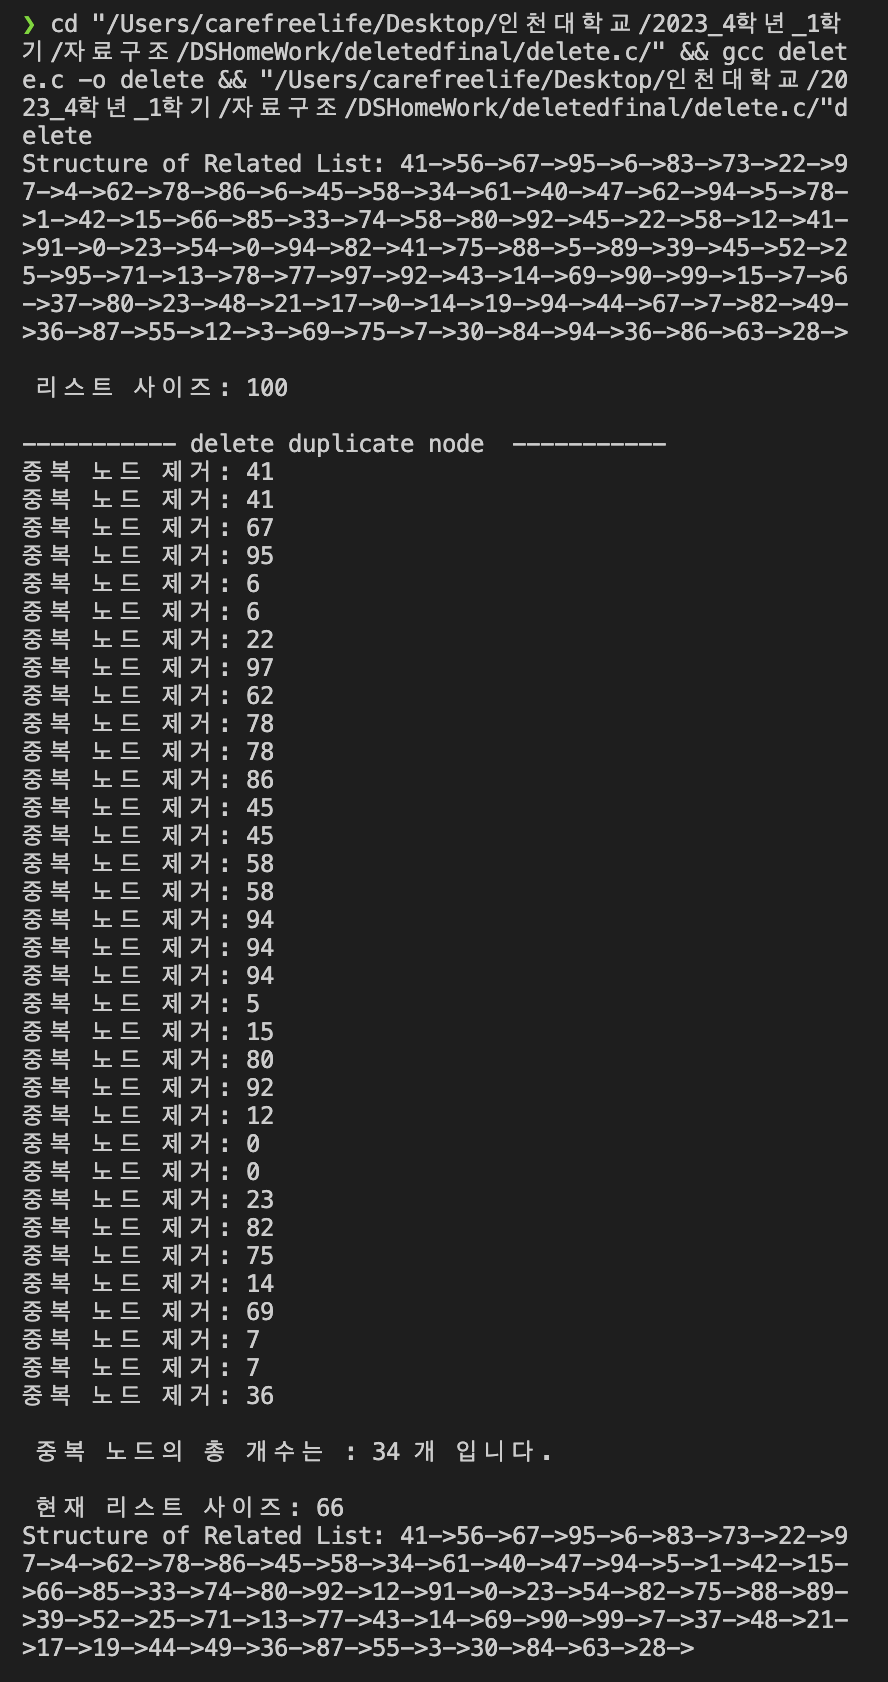 ❯ cd "/Users/carefreelife/Desktop/인천대학교/2023_4학년_1학
기/자료구조/DSHomeWork/deletedfinal/delete.c/" && gcc delet
e.c -o delete && "/Users/carefreelife/Desktop/인천대학교/20
23_4학년_1학기/자료구조/DSHomeWork/deletedfinal/delete.c/"d
elete
Structure of Related List: 41->56->67->95->6->83->73->22->9
7->4->62->78->86->6->45->58->34->61->40->47->62->94->5->78-
>1->42->15->66->85->33->74->58->80->92->45->22->58->12->41-
>91->0->23->54->0->94->82->41->75->88->5->89->39->45->52->2
5->95->71->13->78->77->97->92->43->14->69->90->99->15->7->6
->37->80->23->48->21->17->0->14->19->94->44->67->7->82->49-
>36->87->55->12->3->69->75->7->30->84->94->36->86->63->28->
리스트 사이즈: 100
----------- delete duplicate node  -----------
중복 노드 제거: 41
중복 노드 제거: 41
중복 노드 제거: 67
중복 노드 제거: 95
중복 노드 제거: 6
중복 노드 제거: 6
중복 노드 제거: 22
중복 노드 제거: 97
중복 노드 제거: 62
중복 노드 제거: 78
중복 노드 제거: 78
중복 노드 제거: 86
중복 노드 제거: 45
중복 노드 제거: 45
중복 노드 제거: 58
중복 노드 제거: 58
중복 노드 제거: 94
중복 노드 제거: 94
중복 노드 제거: 94
중복 노드 제거: 5
중복 노드 제거: 15
중복 노드 제거: 80
중복 노드 제거: 92
중복 노드 제거: 12
중복 노드 제거: 0
중복 노드 제거: 0
중복 노드 제거: 23
중복 노드 제거: 82
중복 노드 제거: 75
중복 노드 제거: 14
중복 노드 제거: 69
중복 노드 제거: 7
중복 노드 제거: 7
중복 노드 제거: 36
중복 노드의 총 개수는 : 34 개 입니다.
현재 리스트 사이즈: 66
Structure of Related List: 41->56->67->95->6->83->73->22->9
7->4->62->78->86->45->58->34->61->40->47->94->5->1->42->15-
>66->85->33->74->80->92->12->91->0->23->54->82->75->88->89-
>39->52->25->71->13->77->43->14->69->90->99->7->37->48->21-
>17->19->44->49->36->87->55->3->30->84->63->28->